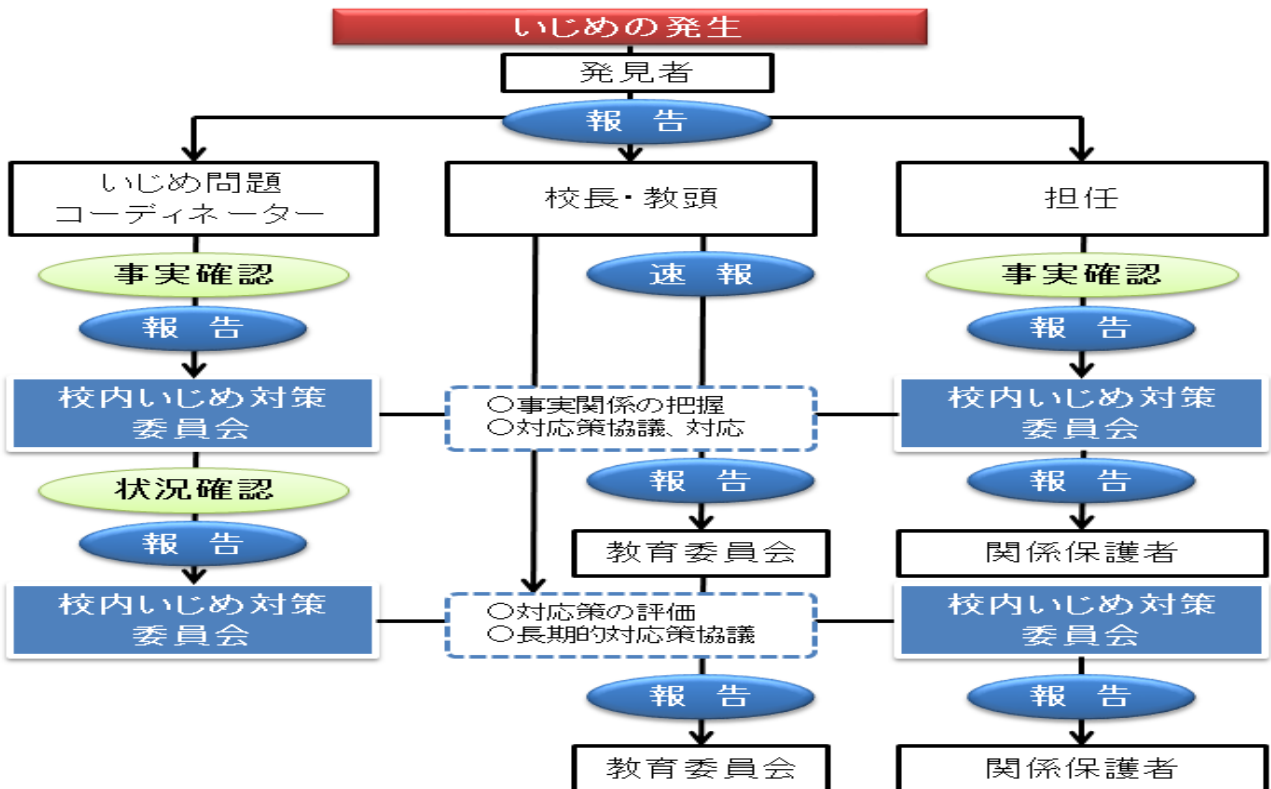 いじめの発生
発見者
報 告
いじめ問題
コーディネーター
校長・教頭
担任
事実確認
速 報
事実確認
報 告
報 告
校内いじめ対策
委員会
○事実関係の把握
○対応策協議、対応
校内いじめ対策
委員会
状況確認
報 告
報 告
報 告
教育委員会
関係保護者
校内いじめ対策
委員会
○対応策の評価
○長期的対応策協議
校内いじめ対策
委員会
報 告
報 告
教育委員会
関係保護者